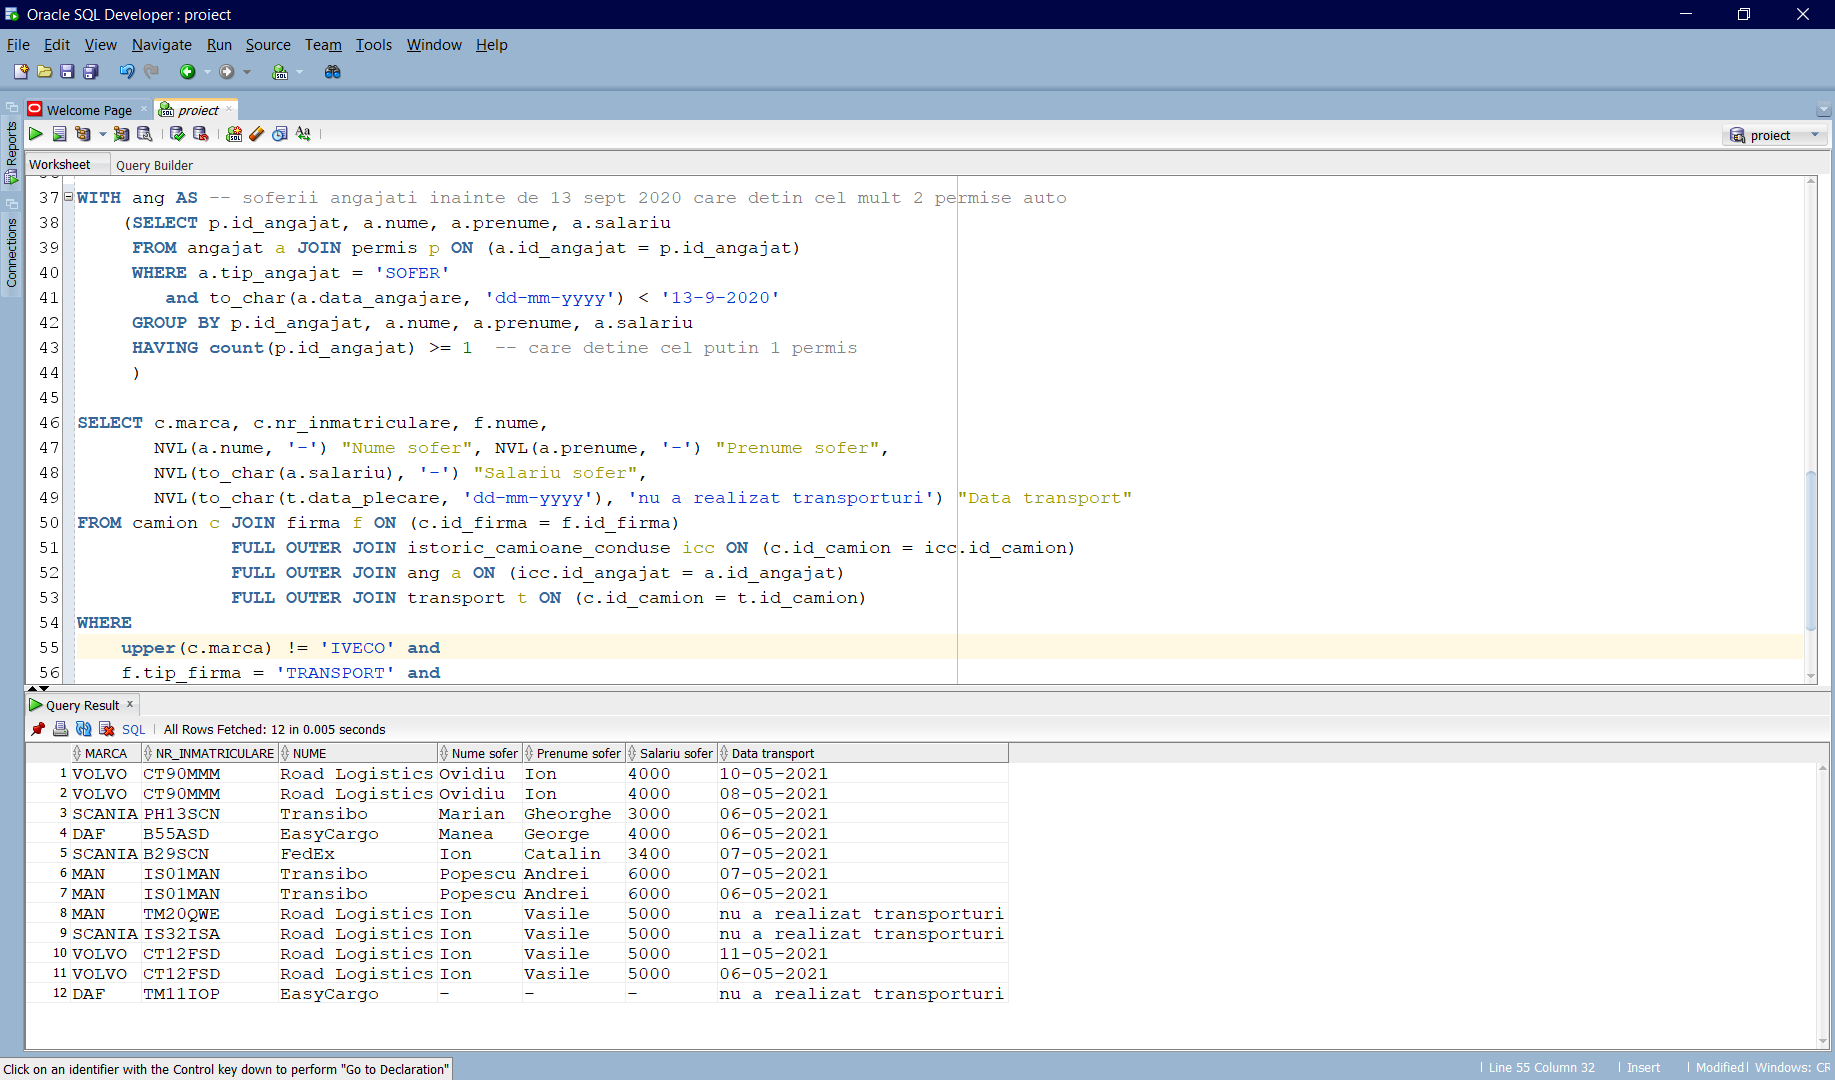 Oracle SQL Developer : proiect
File Edit View Navigate Run Source Team Tools Window Help
Welcome Page × proiect ×
proiect
Reports
Connections
Worksheet Query Builder
37 WITH ang AS -- soferii angajati inainte de 13 sept 2020 care detin cel mult 2 permise auto
38 (SELECT p.id_angajat, a.nume, a.prenume, a.salariu
39 FROM angajat a JOIN permis p ON (a.id_angajat = p.id_angajat)
40 WHERE a.tip_angajat = 'SOFER'
41 and to_char(a.data_angajare, 'dd-mm-yyyy') < '13-9-2020'
42 GROUP BY p.id_angajat, a.nume, a.prenume, a.salariu
43 HAVING count(p.id_angajat) >= 1 -- care detine cel putin 1 permis
44 )
45
46 SELECT c.marca, c.nr_inmatriculare, f.nume,
47 NVL(a.nume, '-') "Nume sofer", NVL(a.prenume, '-') "Prenume sofer",
48 NVL(to_char(a.salariu), '-') "Salariu sofer",
49 NVL(to_char(t.data_plecare, 'dd-mm-yyyy'), 'nu a realizat transporturi') "Data transport"
50 FROM camion c JOIN firma f ON (c.id_firma = f.id_firma)
51 FULL OUTER JOIN istoric_camioane_conduse icc ON (c.id_camion = icc.id_camion)
52 FULL OUTER JOIN ang a ON (icc.id_angajat = a.id_angajat)
53 FULL OUTER JOIN transport t ON (c.id_camion = t.id_camion)
54 WHERE
55 upper(c.marca) != 'IVECO' and
56 f.tip_firma = 'TRANSPORT' and
Query Result ×
SQL | All Rows Fetched: 12 in 0.005 seconds
MARCA NR_INMATRICULARE NUME Nume sofer Prenume sofer Salariu sofer Data transport
1 VOLVO CT90MMM Road Logistics Ovidiu Ion 4000 10-05-2021
2 VOLVO CT90MMM Road Logistics Ovidiu Ion 4000 08-05-2021
3 SCANIA PH13SCN Transibo Marian Gheorghe 3000 06-05-2021
4 DAF B55ASD EasyCargo Manea George 4000 06-05-2021
5 SCANIA B29SCN FedEx Ion Catalin 3400 07-05-2021
6 MAN IS01MAN Transibo Popescu Andrei 6000 07-05-2021
7 MAN IS01MAN Transibo Popescu Andrei 6000 06-05-2021
8 MAN TM20QWE Road Logistics Ion Vasile 5000 nu a realizat transporturi
9 SCANIA IS32ISA Road Logistics Ion Vasile 5000 nu a realizat transporturi
10 VOLVO CT12FSD Road Logistics Ion Vasile 5000 11-05-2021
11 VOLVO CT12FSD Road Logistics Ion Vasile 5000 06-05-2021
12 DAF TM11IOP EasyCargo - - - nu a realizat transporturi
Click on an identifier with the Control key down to perform "Go to Declaration"
| Line 55 Column 32 | Insert | Modified | Windows: CR